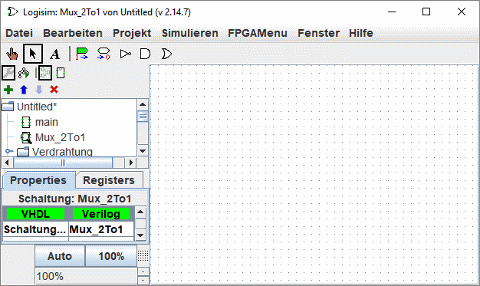 Logisim: Mux_2To1 von Untitled (v 2.14.7)
Datei Bearbeiten Projekt Simulieren FPGAMenu Fenster Hilfe
A
Untitled*
main
Mux_2To1
Verdrahtung
Properties Registers
Schaltung: Mux_2To1
VHDL Verilog
Schaltung... Mux_2To1
Auto 100%
100%